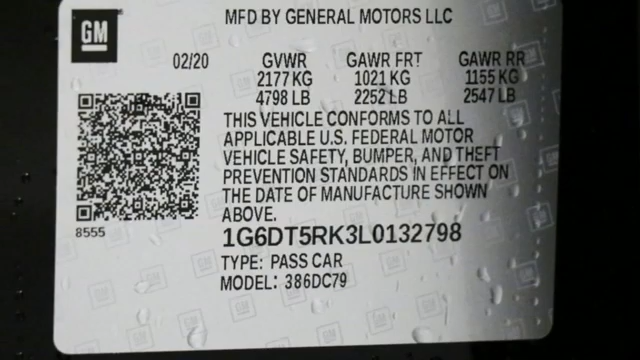 GM
MFD BY GENERAL MOTORS LLC
02/20 GVWR GAWR FRT GAWR RR
2177 KG 1021 KG 1155 KG
4798 LB 2252 LB 2547 LB
THIS VEHICLE CONFORMS TO ALL
APPLICABLE U.S. FEDERAL MOTOR
VEHICLE SAFETY, BUMPER, AND THEFT
PREVENTION STANDARDS IN EFFECT ON
THE DATE OF MANUFACTURE SHOWN
ABOVE.
8555
1G6DT5RK3L0132798
TYPE: PASS CAR
MODEL: 386DC79